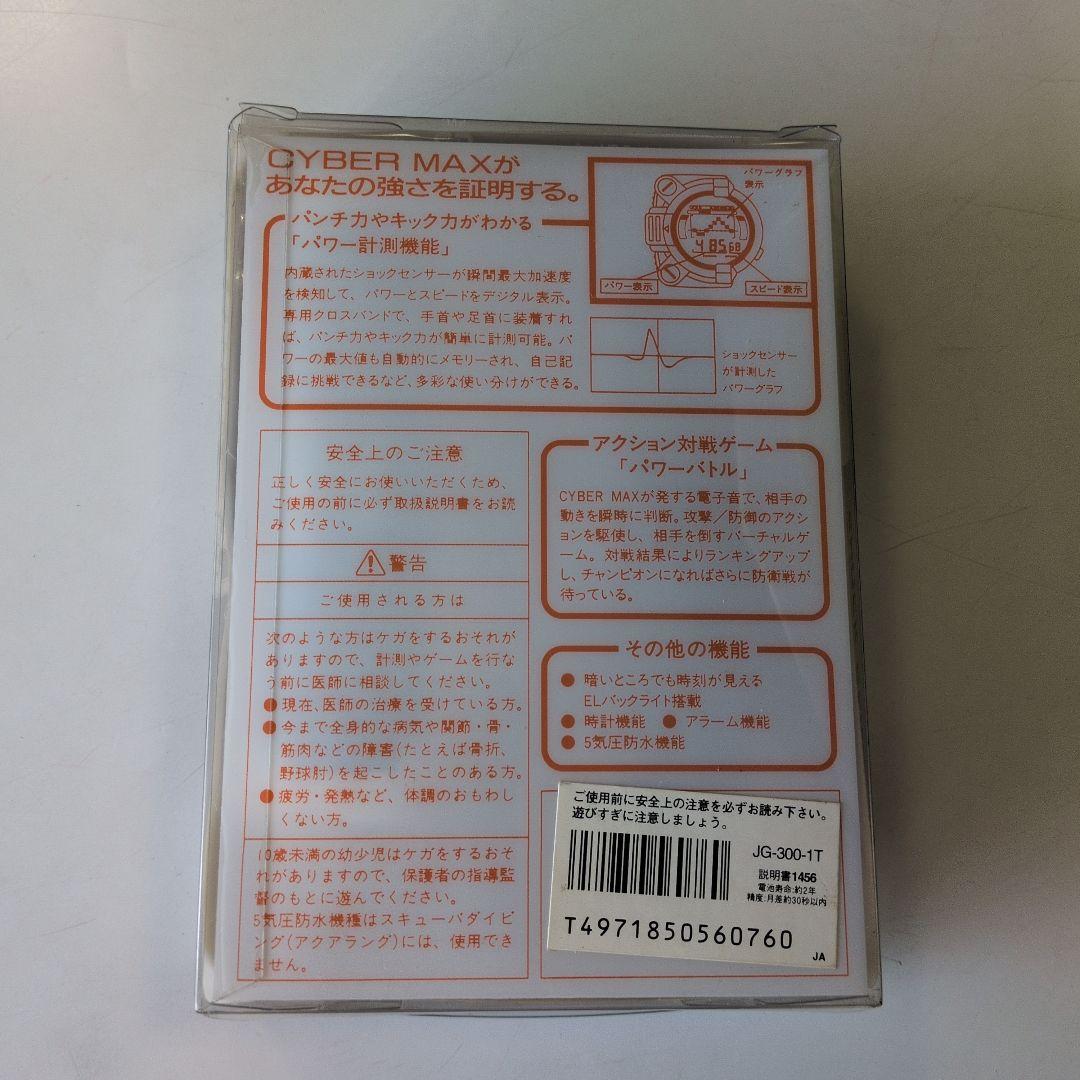 CYBER MAXが
あなたの強さを証明する。
パンチ力やキック力がわかる
「パワー計測機能」
内蔵されたショックセンサーが瞬間最大加速度
を検知して、パワーとスピードをデジタル表示。
専用クロスバンドで、手首や足首に装着すれ
ば、パンチ力やキック力が簡単に計測可能。パ
ワーの最大値も自動的にメモリーされ、自己記
録に挑戦できるなど、多彩な使い分けができる。
パワーグラフ
表示
4.85 68
パワー表示
スピード表示
ショックセンサー
が計測した
パワーグラフ
安全上のご注意
正しく安全にお使いいただくため、
ご使用の前に必ず取扱説明書をお読
みください。
警告
ご使用される方は
次のような方はケガをするおそれが
ありますので、計測やゲームを行な
う前に医師に相談してください。
●現在、医師の治療を受けている方。
●今まで全身的な病気や関節・骨・
筋肉などの障害(たとえば骨折、
野球肘)を起こしたことのある方。
●疲労・発熱など、体調のおもわし
くない方。
10歳未満の幼少児はケガをするおそ
れがありますので、保護者の指導監
督のもとに遊んでください。
5気圧防水機種はスキューバダイビ
ング(アクアラング)には、使用でき
ません。
アクション対戦ゲーム
「パワーバトル」
CYBER MAXが発する電子音で、相手の
動きを瞬時に判断。攻撃/防御のアクシ
ョンを駆使し、相手を倒すバーチャルゲ
ーム。対戦結果によりランキングアップ
し、チャンピオンになればさらに防衛戦が
待っている。
その他の機能
● 暗いところでも時刻が見える
ELバックライト搭載
● 時計機能 ● アラーム機能
● 5気圧防水機能
ご使用前に安全上の注意を必ずお読み下さい。
遊びすぎに注意しましょう。
JG-300-1T
説明書1456
電池寿命:約2年
精度:月差約30秒以内
T4971850560760
JA